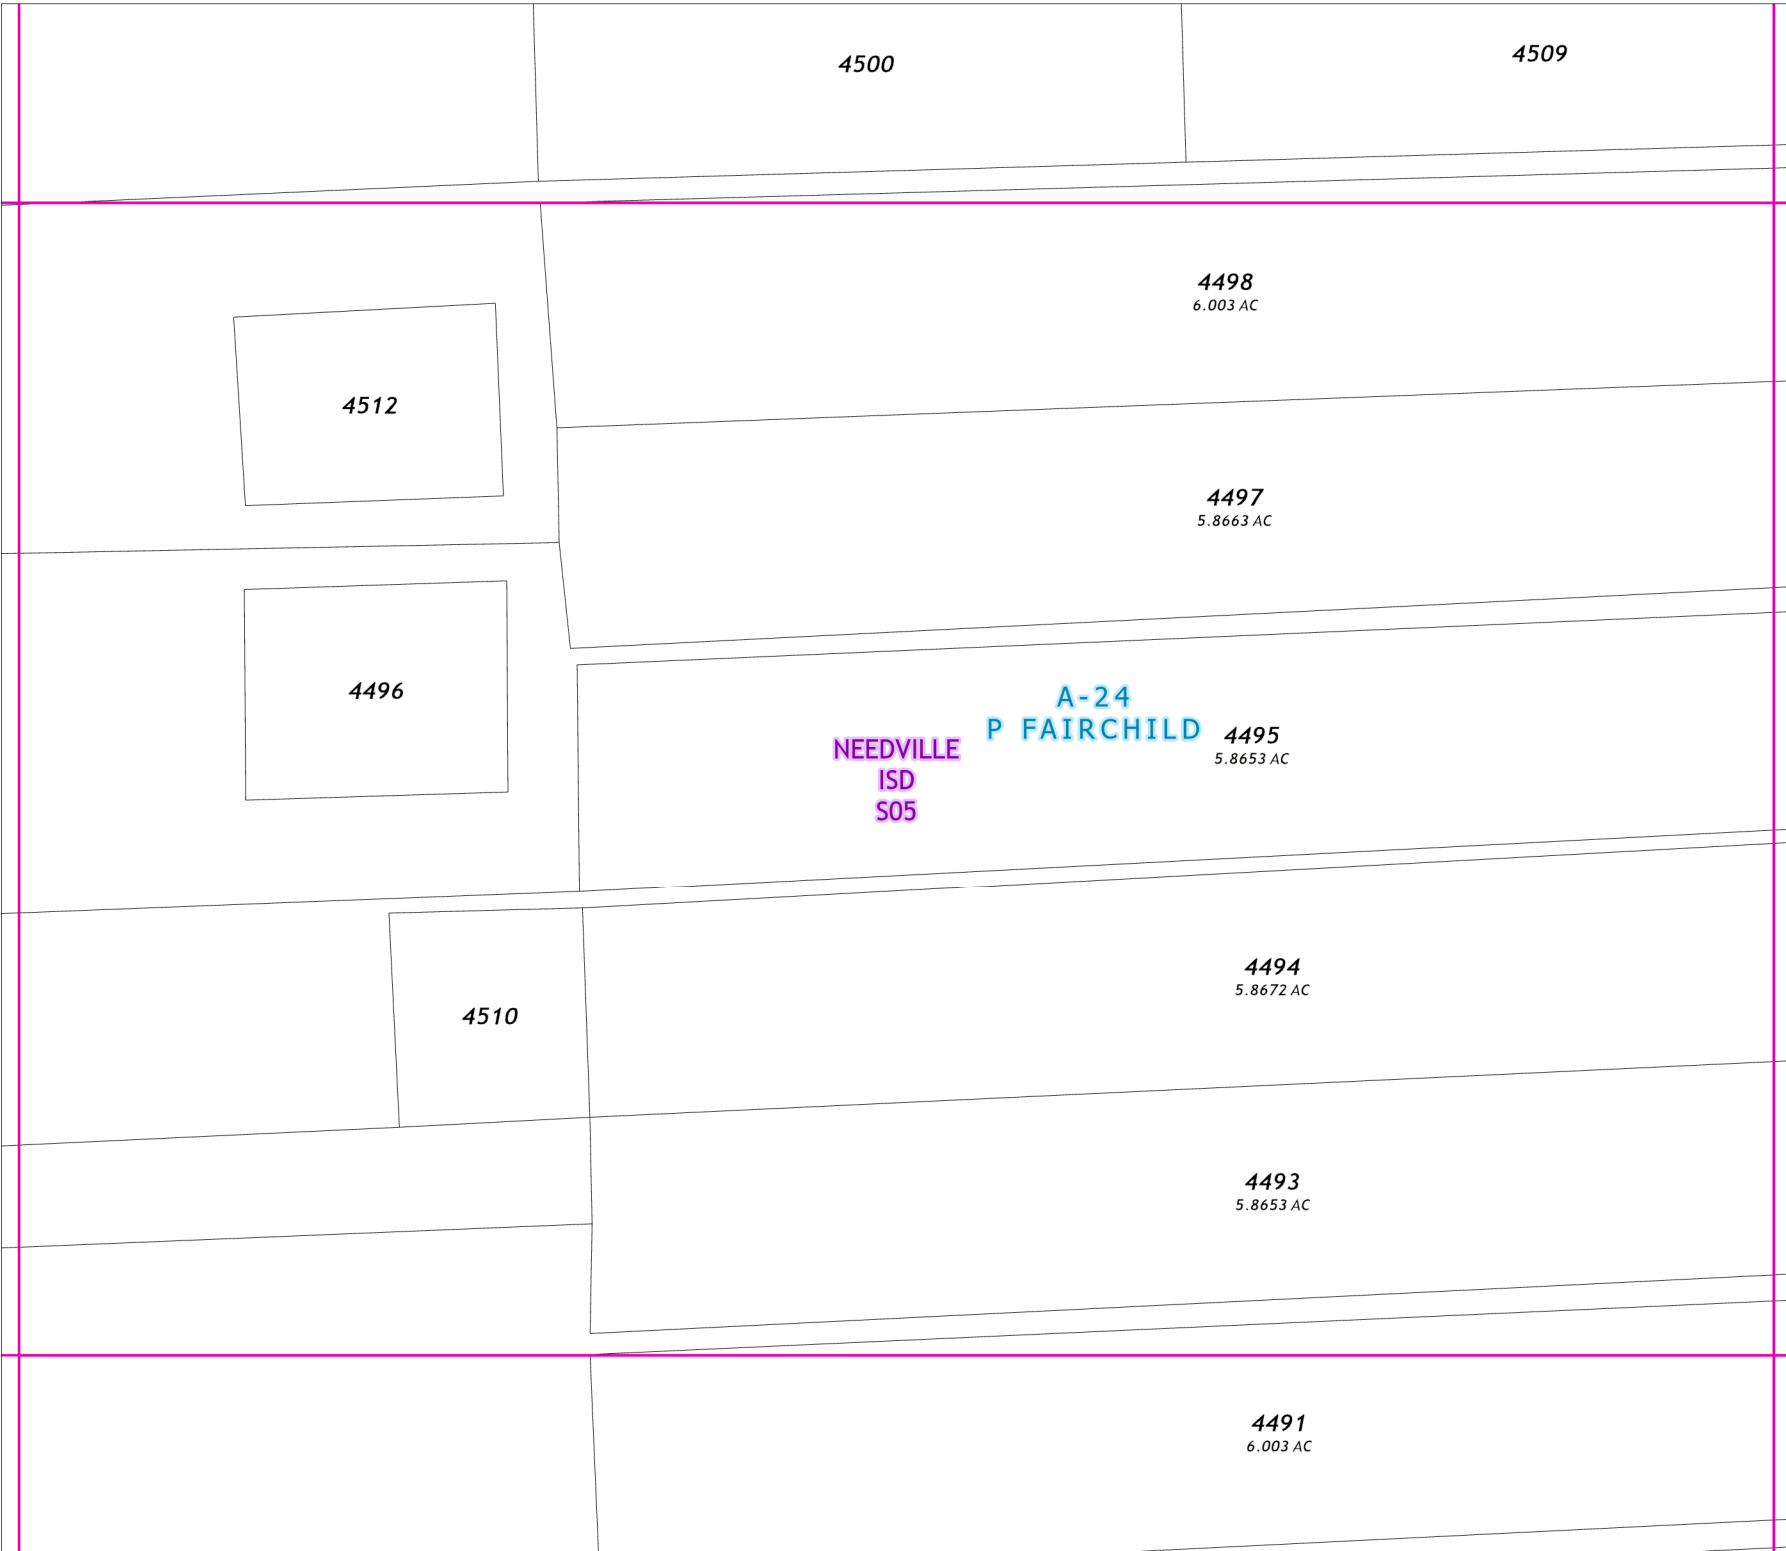 4500
4509
4498
6.003 AC
4512
4497
5.8663 AC
4496
A-24
P FAIRCHILD
4495
5.8653 AC
NEEDVILLE
ISD
S05
4494
5.8672 AC
4510
4493
5.8653 AC
4491
6.003 AC